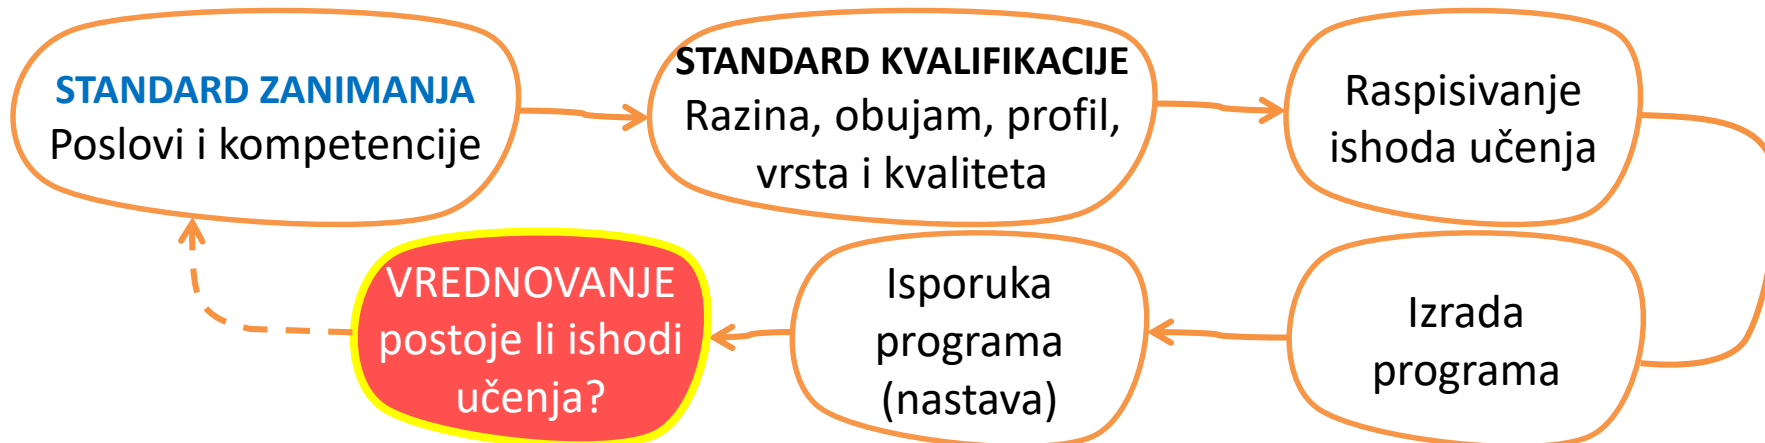 STANDARD ZANIMANJA
Poslovi i kompetencije
STANDARD KVALIFIKACIJE
Razina, obujam, profil,
vrsta i kvaliteta
Raspisivanje
ishoda učenja
Izrada
programa
Isporuka
programa
(nastava)
VREDNOVANJE
postoje li ishodi
učenja?